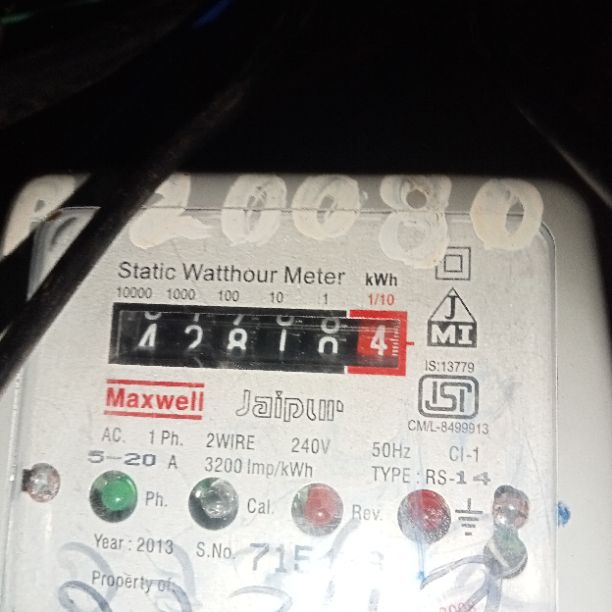 20080
Static Watthour Meter kWh
10000 1000 100 10 1 1/10
4 2 8 1 0 4
J
MI
IS:13779
Maxwell Jaipur ISI
CM/L-8499913
AC. 1 Ph. 2WIRE 240V 50Hz Cl-1
5-20 A 3200 Imp/kWh TYPE : RS-14
Ph. Cal. Rev.
Year : 2013 S.No.
Property of: